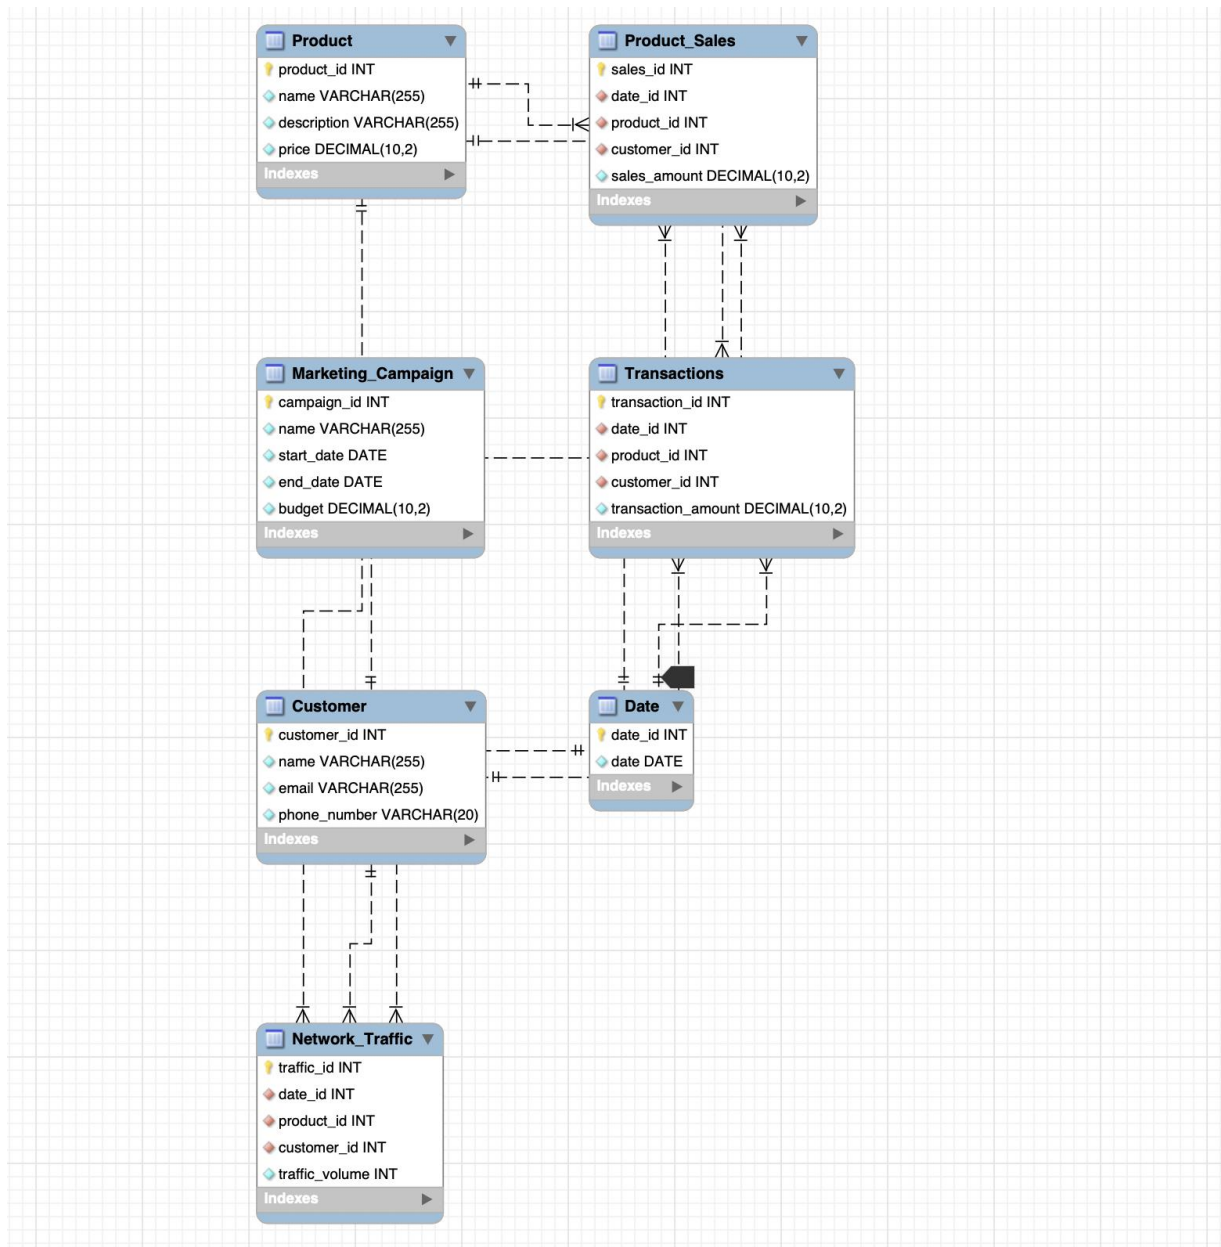 Product
product_id INT
name VARCHAR(255)
description VARCHAR(255)
price DECIMAL(10,2)
Indexes
Product_Sales
sales_id INT
date_id INT
product_id INT
customer_id INT
sales_amount DECIMAL(10,2)
Indexes
Marketing_Campaign
campaign_id INT
name VARCHAR(255)
start_date DATE
end_date DATE
budget DECIMAL(10,2)
Indexes
Transactions
transaction_id INT
date_id INT
product_id INT
customer_id INT
transaction_amount DECIMAL(10,2)
Indexes
Customer
customer_id INT
name VARCHAR(255)
email VARCHAR(255)
phone_number VARCHAR(20)
Indexes
Date
date_id INT
date DATE
Indexes
Network_Traffic
traffic_id INT
date_id INT
product_id INT
customer_id INT
traffic_volume INT
Indexes